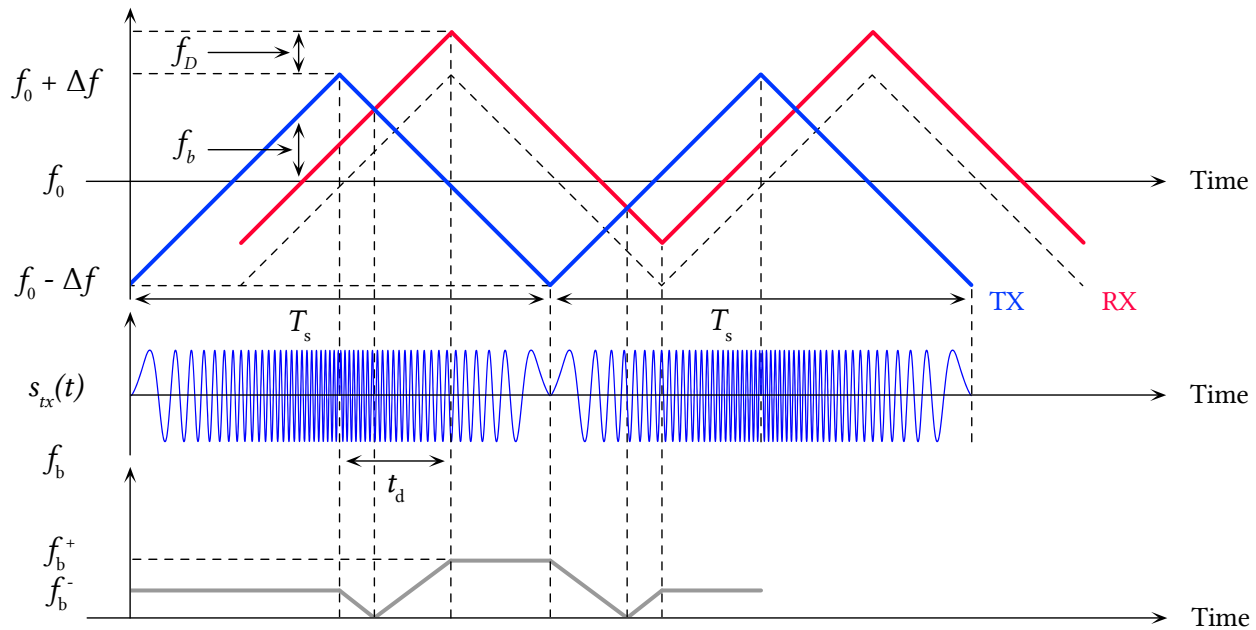 f_D
f_0 + Δf
f_b
f_0
Time
f_0 - Δf
TX
RX
T_s
T_s
s_tx(t)
Time
f_b
t_d
f_b^+
f_b^-
Time